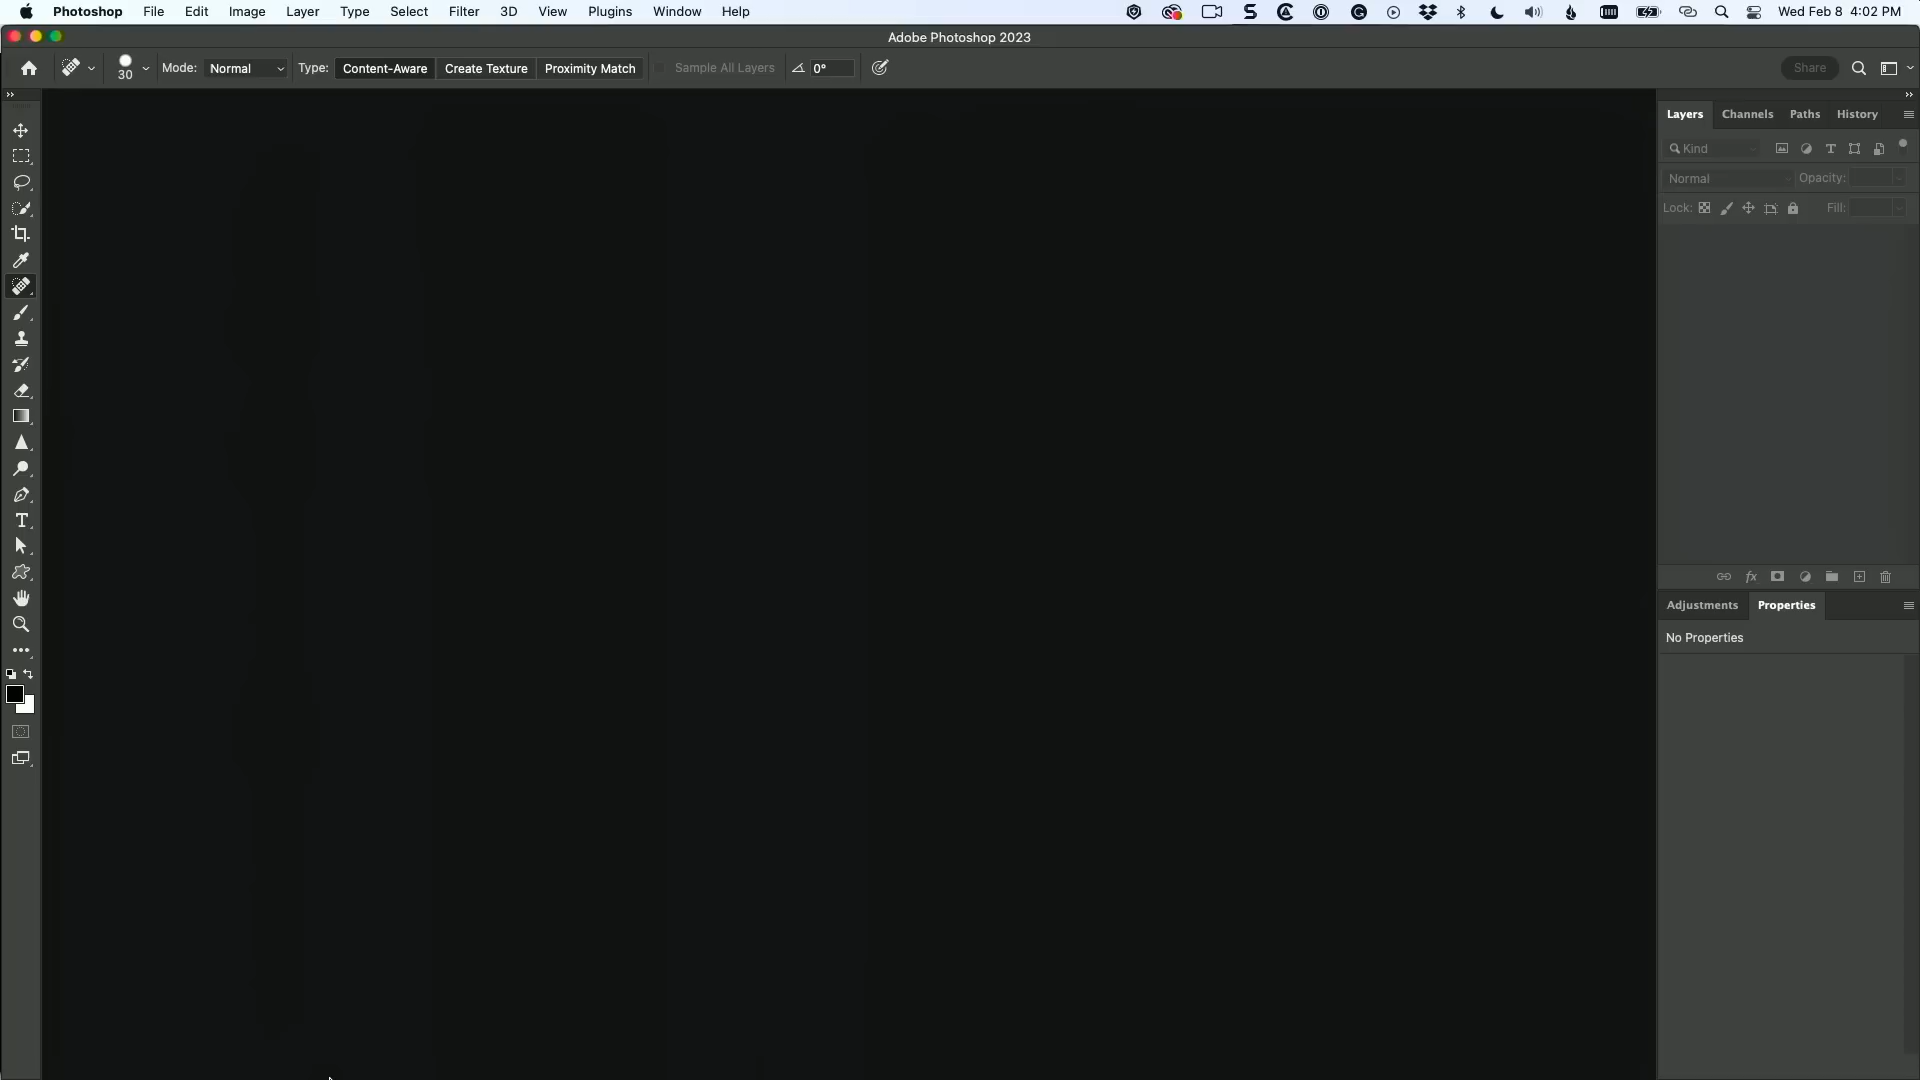 Photoshop File Edit Image Layer Type Select Filter 3D View Plugins Window Help Wed Feb 8 4:02 PM
Adobe Photoshop 2023
30 Mode: Normal Type: Content-Aware Create Texture Proximity Match Sample All Layers 0° Share
Layers Channels Paths History
Kind
Normal Opacity:
Lock: Fill:
Adjustments Properties
No Properties